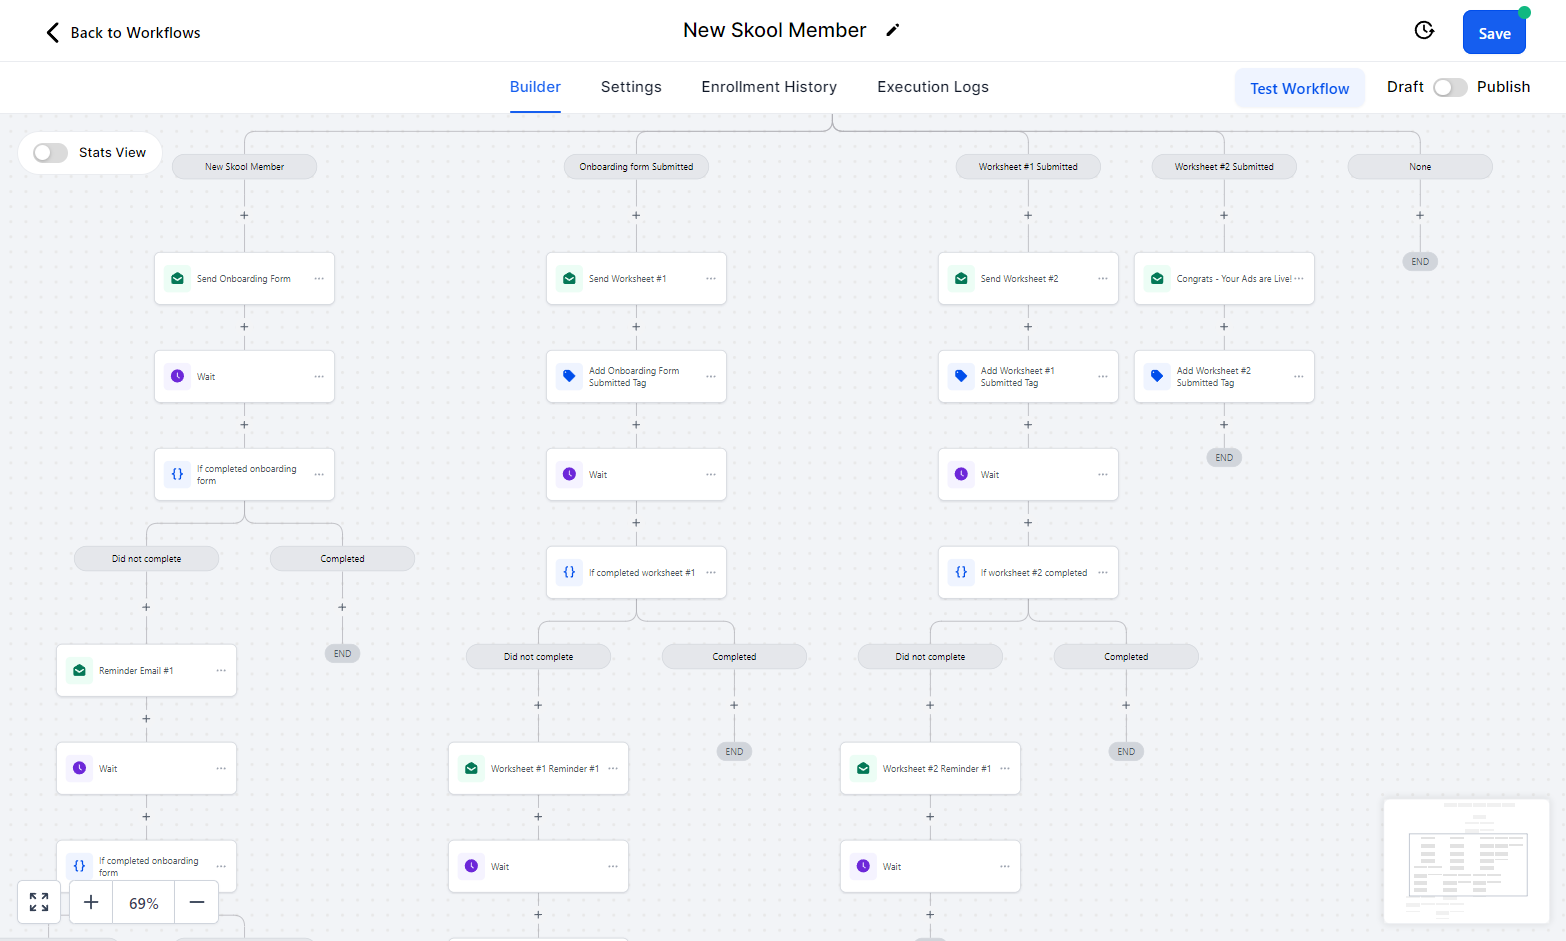 Back to Workflows
New Skool Member
Save
Builder
Settings
Enrollment History
Execution Logs
Test Workflow
Draft
Publish
Stats View
New Skool Member
Onboarding form Submitted
Worksheet #1 Submitted
Worksheet #2 Submitted
None
Send Onboarding Form
Send Worksheet #1
Send Worksheet #2
Congrats - Your Ads are Live!
END
Wait
Add Onboarding Form
Submitted Tag
Add Worksheet #1
Submitted Tag
Add Worksheet #2
Submitted Tag
If completed onboarding
form
Wait
Wait
END
Did not complete
Completed
If completed worksheet #1
If worksheet #2 completed
Reminder Email #1
END
Did not complete
Completed
Did not complete
Completed
Wait
Worksheet #1 Reminder #1
END
Worksheet #2 Reminder #1
END
If completed onboarding
form
Wait
Wait
69%